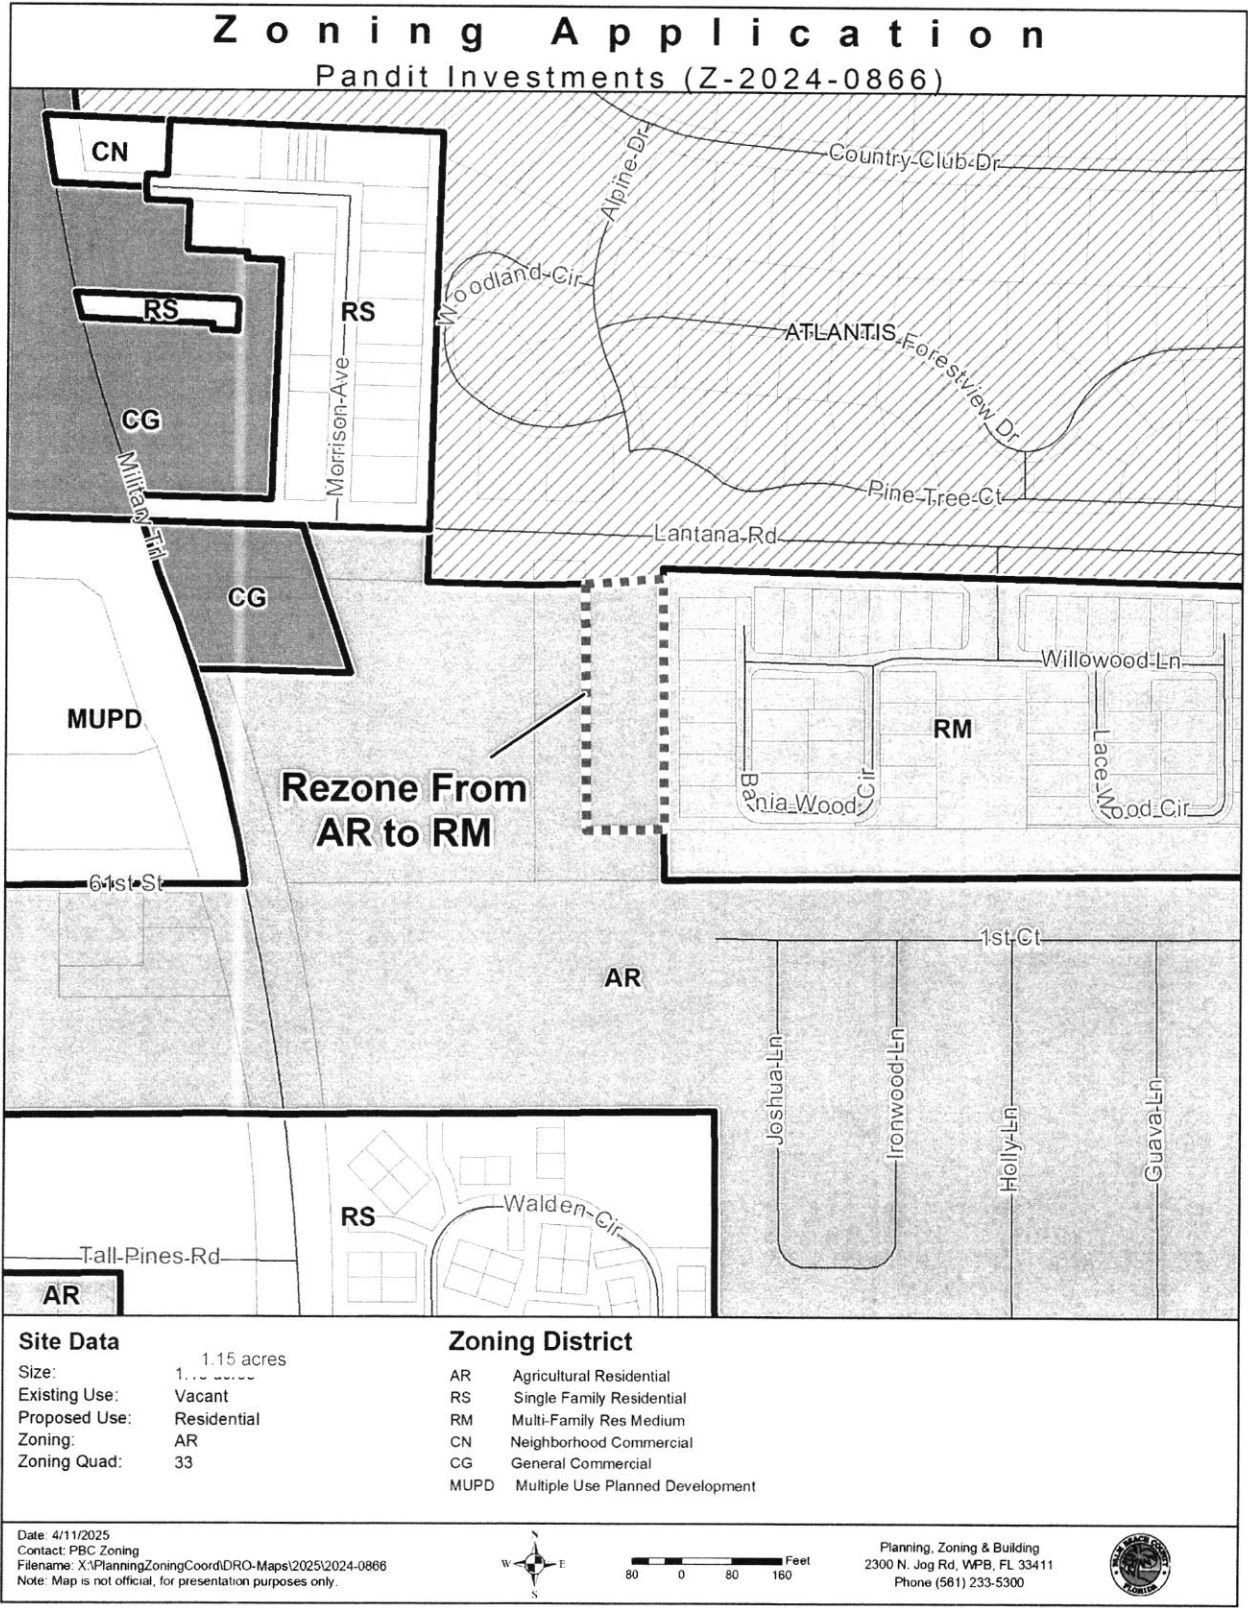 Zoning Application
Pandit Investments (Z-2024-0866)
CN
Alpine Dr
Country Club Dr
Woodland Cir
RS
RS
ATLANTIS
Forestview Dr
CG
Morrison Ave
Military Trl
Pine Tree Ct
Lantana Rd
CG
Willowood Ln
MUPD
RM
Rezone From
AR to RM
Bania Wood Cir
Lace Wood Cir
61st St
1st Ct
AR
Joshua Ln
Ironwood Ln
Holly Ln
Guava Ln
RS
Walden Cir
Tall Pines Rd
AR
Site Data
1.15 acres
Size:
Existing Use: Vacant
Proposed Use: Residential
Zoning: AR
Zoning Quad: 33
Zoning District
AR Agricultural Residential
RS Single Family Residential
RM Multi-Family Res Medium
CN Neighborhood Commercial
CG General Commercial
MUPD Multiple Use Planned Development
Date: 4/11/2025
Contact: PBC Zoning
Filename: X:\PlanningZoningCoord\DRO-Maps\2025\2024-0866
Note: Map is not official, for presentation purposes only.
N
W E
S
Feet
80 0 80 160
Planning, Zoning & Building
2300 N. Jog Rd, WPB, FL 33411
Phone (561) 233-5300
PALM BEACH COUNTY
FLORIDA